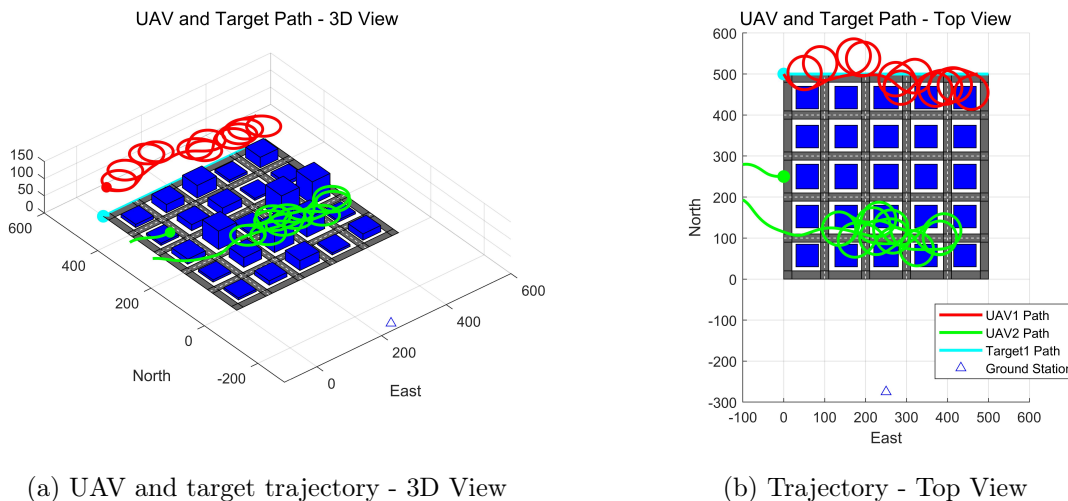 UAV and Target Path - 3D View
150
100
50
0
600
400
200
0
-200
North
0
200
400
600
East
(a) UAV and target trajectory - 3D View
UAV and Target Path - Top View
600
500
400
300
200
100
0
-100
-200
-300
North
-100
0
100
200
300
400
500
600
East
UAV1 Path
UAV2 Path
Target1 Path
Ground Station
(b) Trajectory - Top View